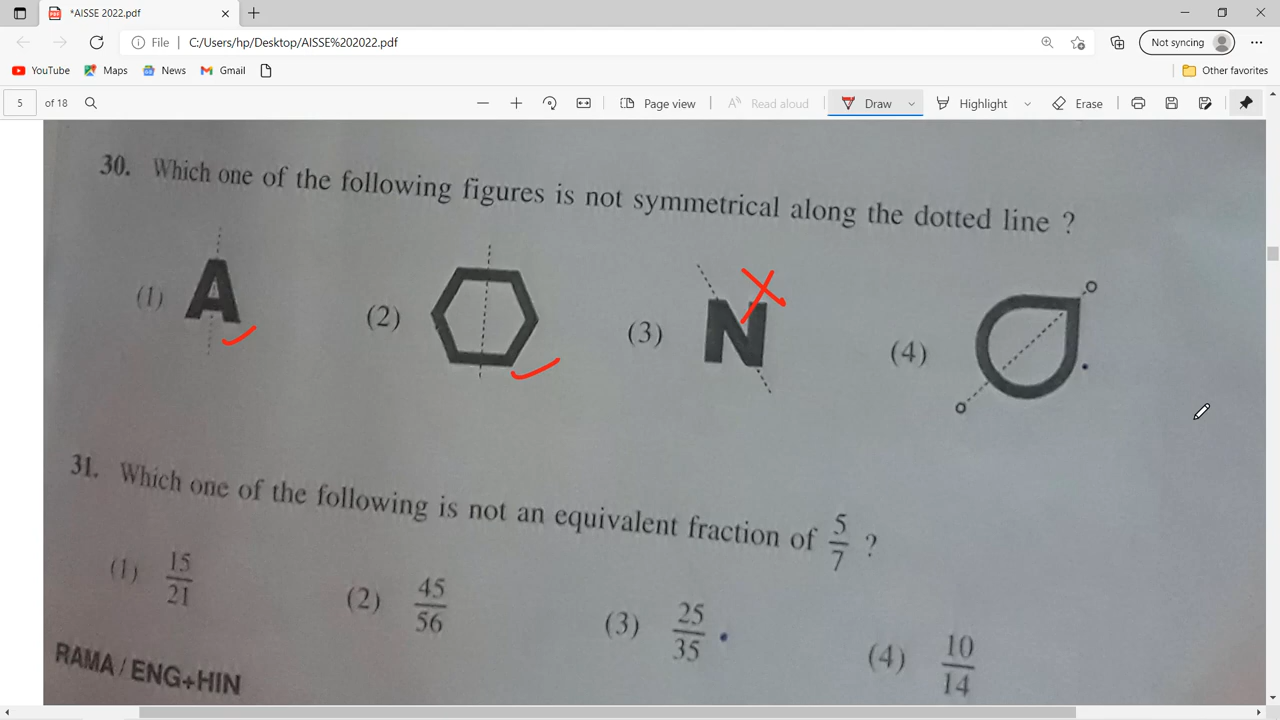 *AISSE 2022.pdf
File C:/Users/hp/Desktop/AISSE%202022.pdf Not syncing
YouTube Maps News Gmail Other favorites
5 of 18 Page view Read aloud Draw Highlight Erase
30. Which one of the following figures is not symmetrical along the dotted line ?
(1) A (2) (3) N (4)
31. Which one of the following is not an equivalent fraction of 5/7 ?
(1) 15/21 (2) 45/56 (3) 25/35 (4) 10/14
RAMA / ENG+HIN